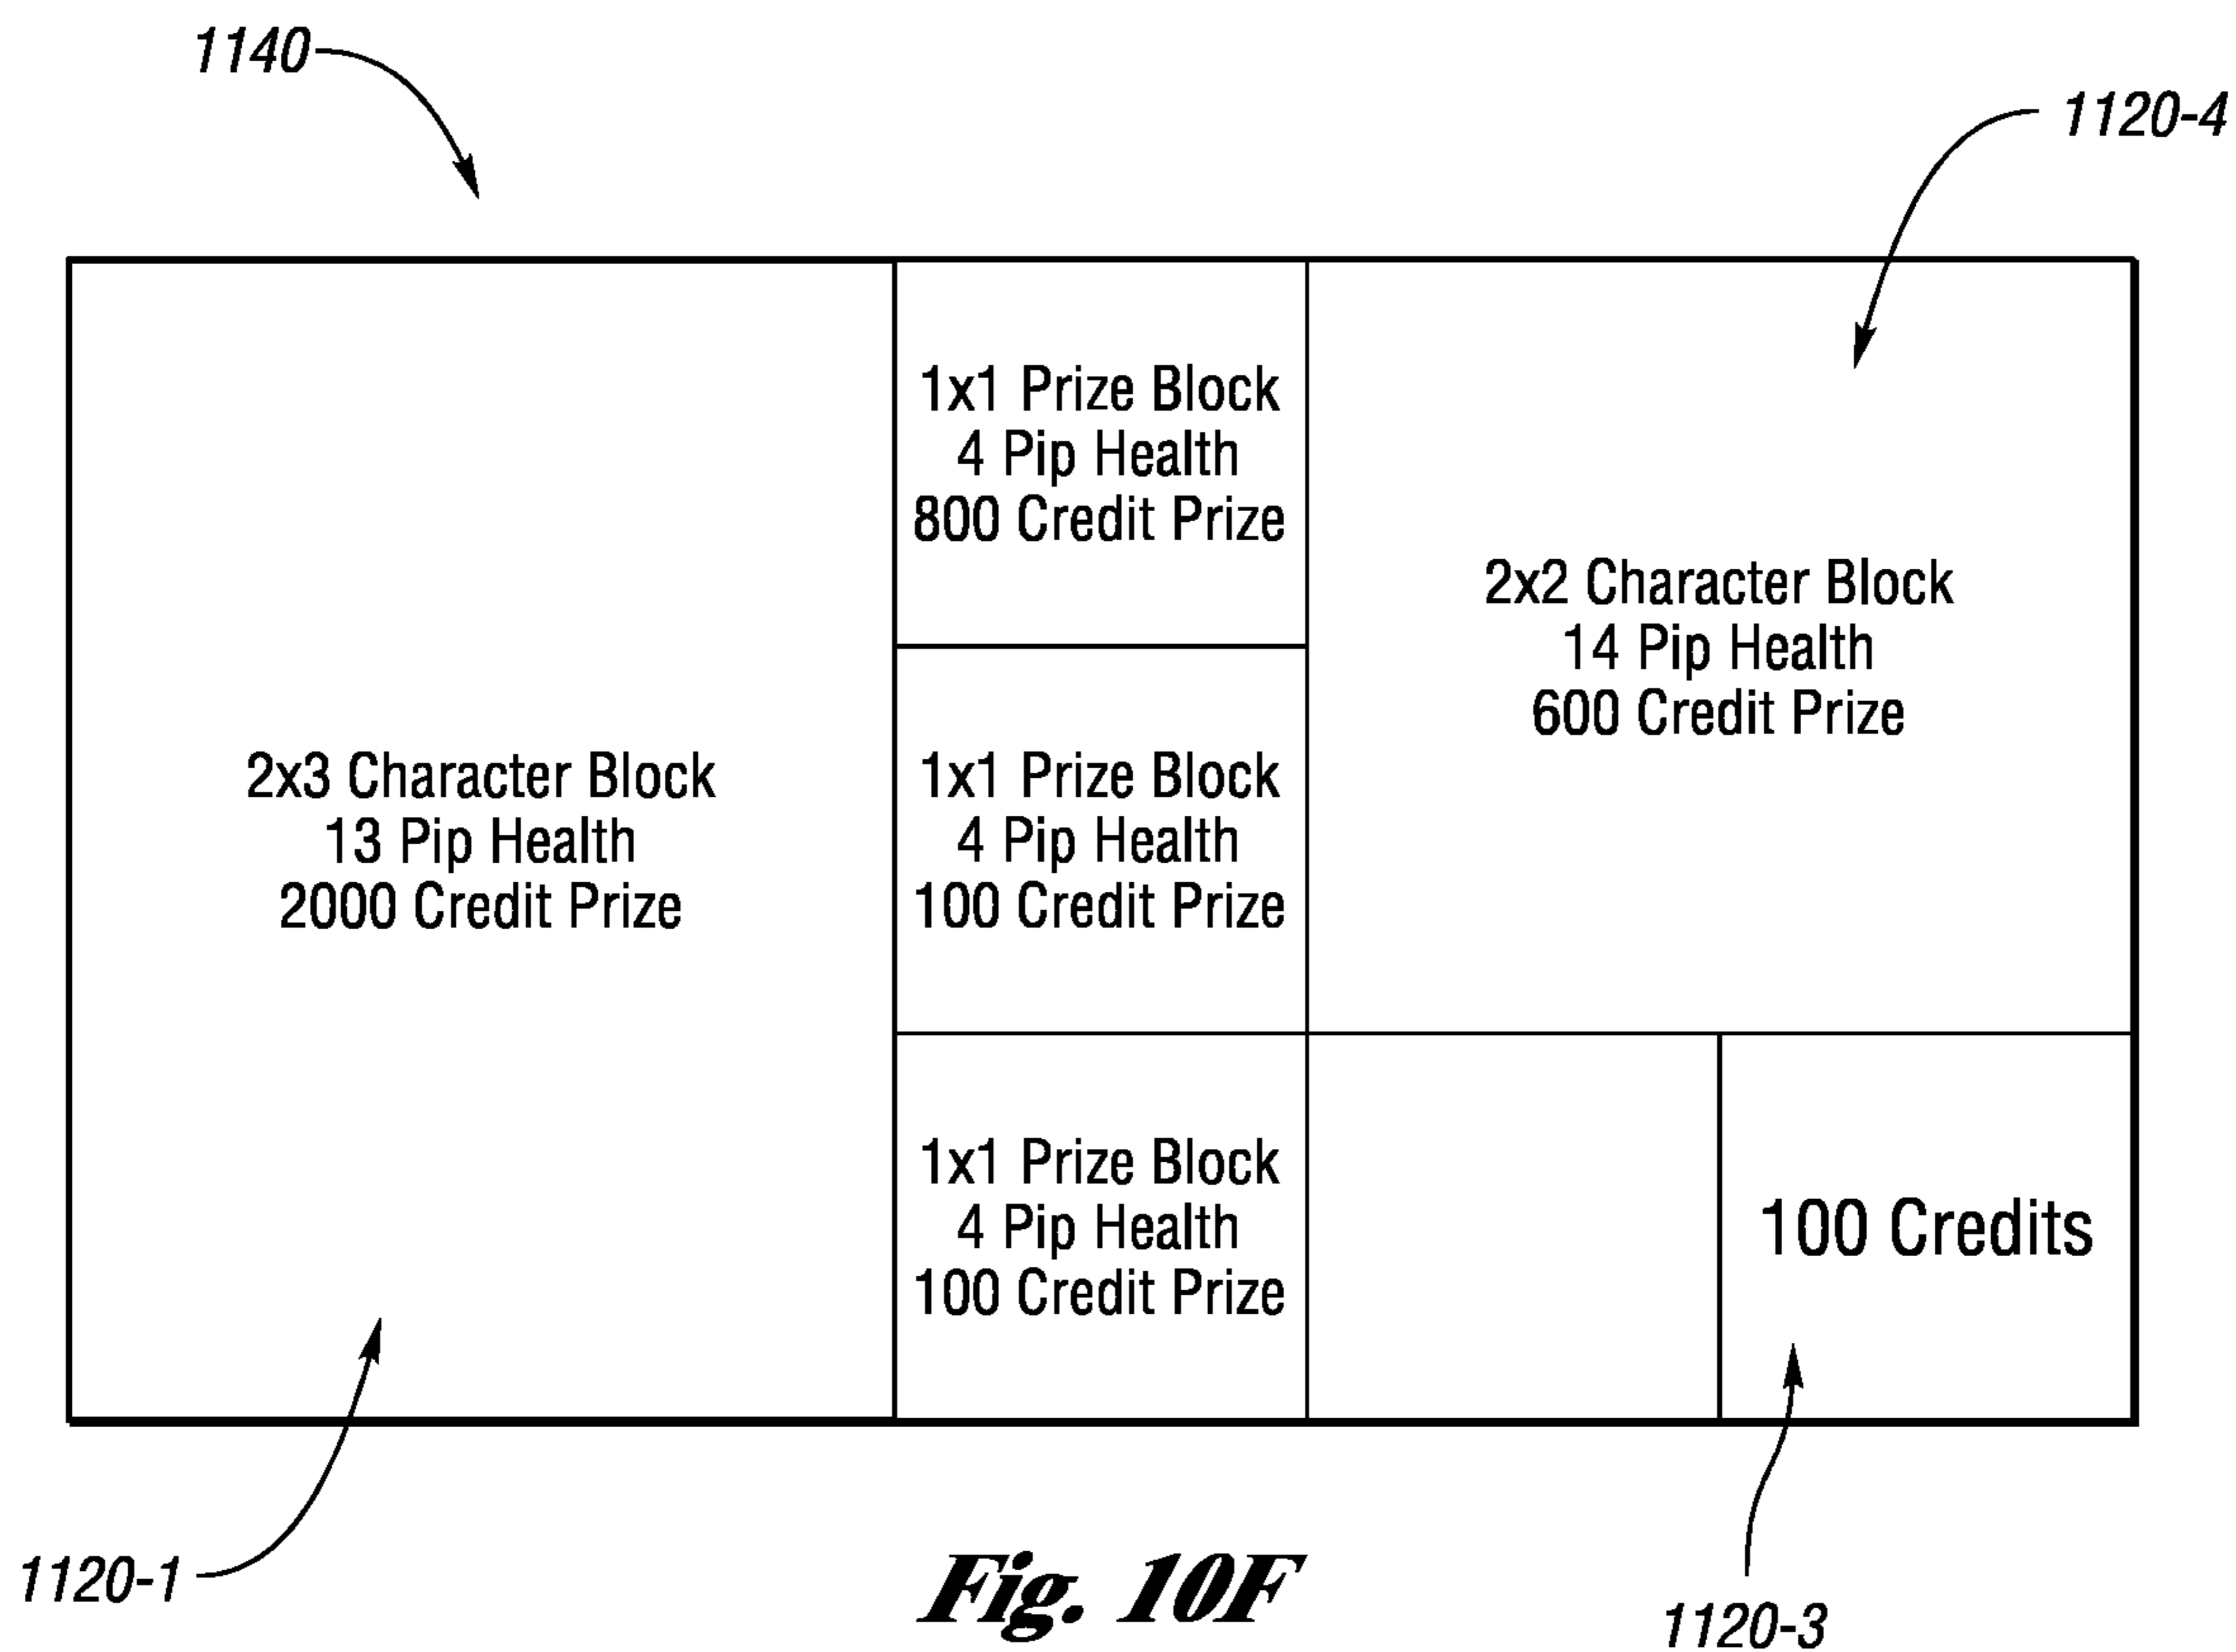 1140
1120-4
1x1 Prize Block
4 Pip Health
800 Credit Prize
2x2 Character Block
14 Pip Health
600 Credit Prize
2x3 Character Block
13 Pip Health
2000 Credit Prize
1x1 Prize Block
4 Pip Health
100 Credit Prize
1x1 Prize Block
4 Pip Health
100 Credit Prize
100 Credits
1120-1
Fig. 10F
1120-3